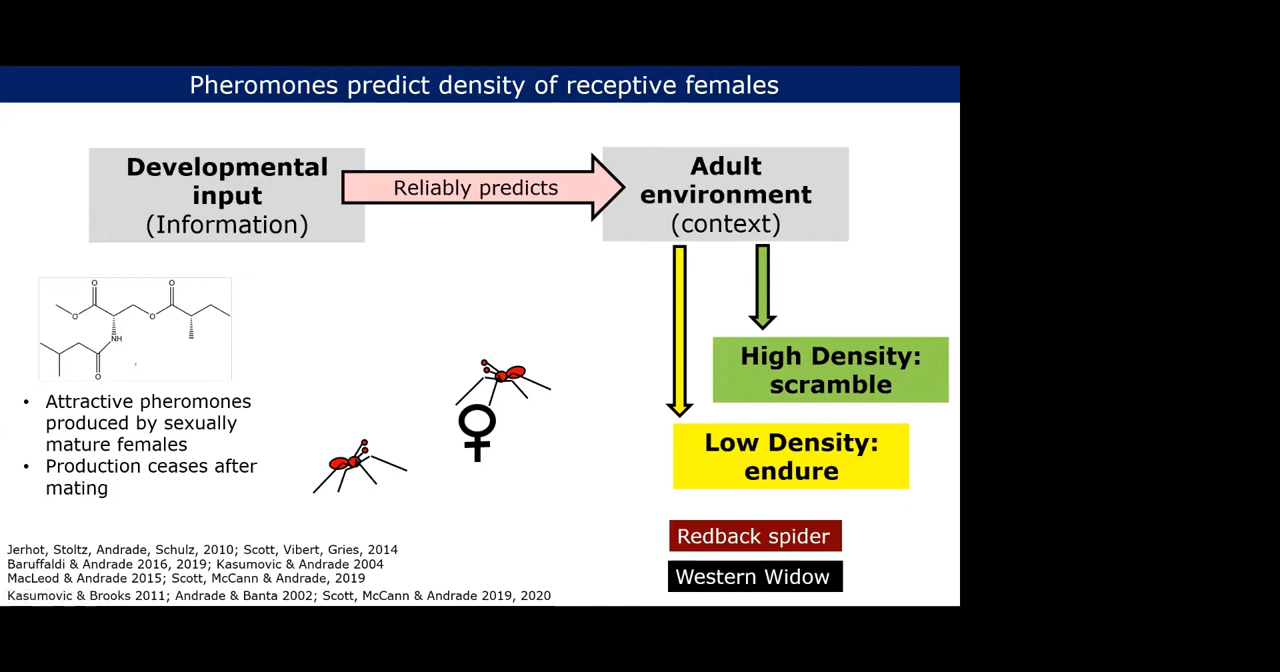 Pheromones predict density of receptive females
Developmental
input
(Information)
Reliably predicts
Adult
environment
(context)
O
O
O
O
NH
O
High Density:
scramble
Low Density:
endure
• Attractive pheromones
produced by sexually
mature females
• Production ceases after
mating
Redback spider
Western Widow
Jerhot, Stoltz, Andrade, Schulz, 2010; Scott, Vibert, Gries, 2014
Baruffaldi & Andrade 2016, 2019; Kasumovic & Andrade 2004
MacLeod & Andrade 2015; Scott, McCann & Andrade, 2019
Kasumovic & Brooks 2011; Andrade & Banta 2002; Scott, McCann & Andrade 2019, 2020